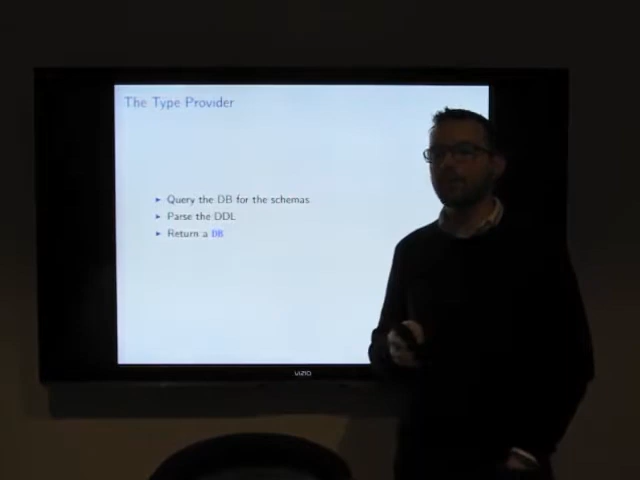 The Type Provider
► Query the DB for the schemas
► Parse the DDL
► Return a DB
VIZIO